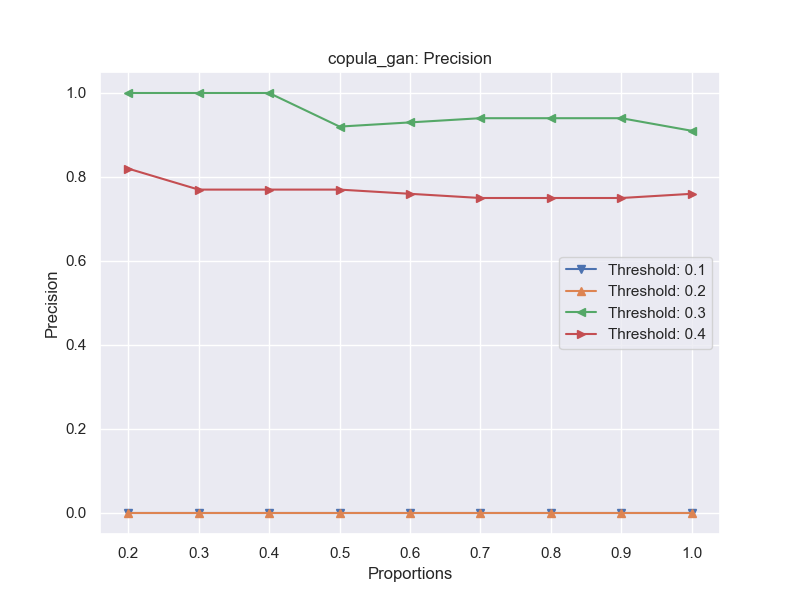 copula_gan: Precision
Precision
1.0
0.8
0.6
0.4
0.2
0.0
Threshold: 0.1
Threshold: 0.2
Threshold: 0.3
Threshold: 0.4
0.2 0.3 0.4 0.5 0.6 0.7 0.8 0.9 1.0
Proportions